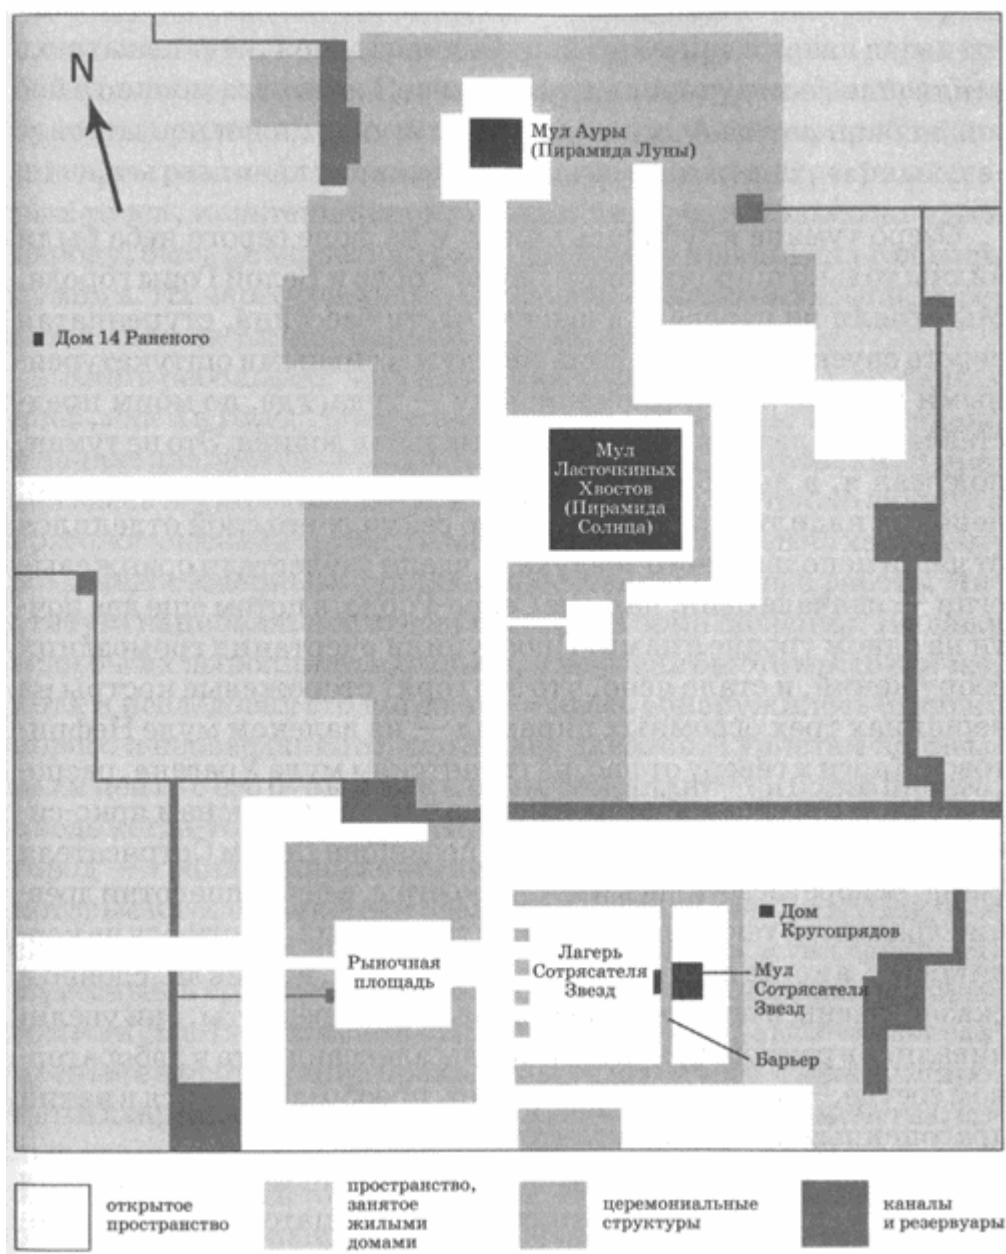 N
Мул Ауры
(Пирамида Луны)
Дом 14 Раненого
Мул
Ласточкиных
Хвостов
(Пирамида
Солнца)
Рыночная
площадь
Лагерь
Сотрясателя
Звезд
Дом
Кругопрядов
Мул
Сотрясателя
Звезд
Барьер
открытое
пространство
пространство,
занятое
жилыми
домами
церемониальные
структуры
каналы
и резервуары